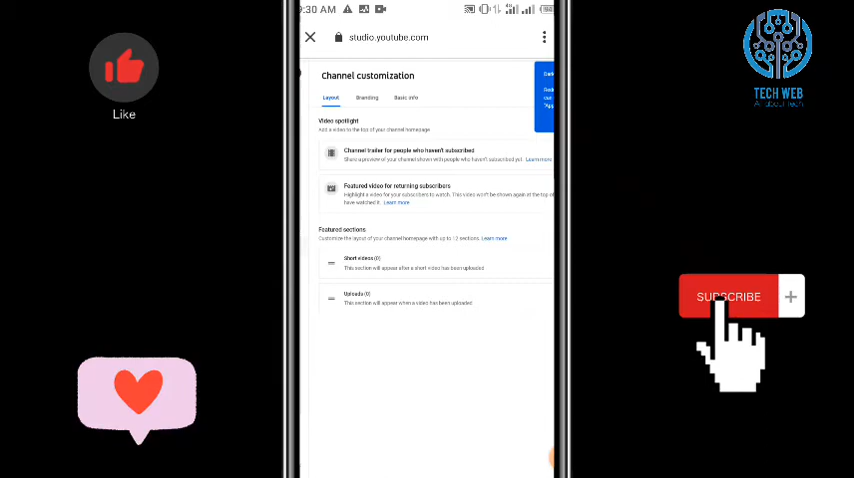 9:30 AM
studio.youtube.com
Channel customization
Layout Branding Basic info
Video spotlight
Add a video to the top of your channel homepage
Channel trailer for people who haven't subscribed
Share a preview of your channel shown with people who haven't subscribed yet. Learn more
Featured video for returning subscribers
Highlight a video for your subscribers to watch. This video won't be shown again at the top of
have watched it. Learn more
Featured sections
Customize the layout of your channel homepage with up to 12 sections. Learn more
Short videos (0)
This section will appear after a short video has been uploaded
Uploads (0)
This section will appear when a video has been uploaded
Like
TECH WEB
SUBSCRIBE